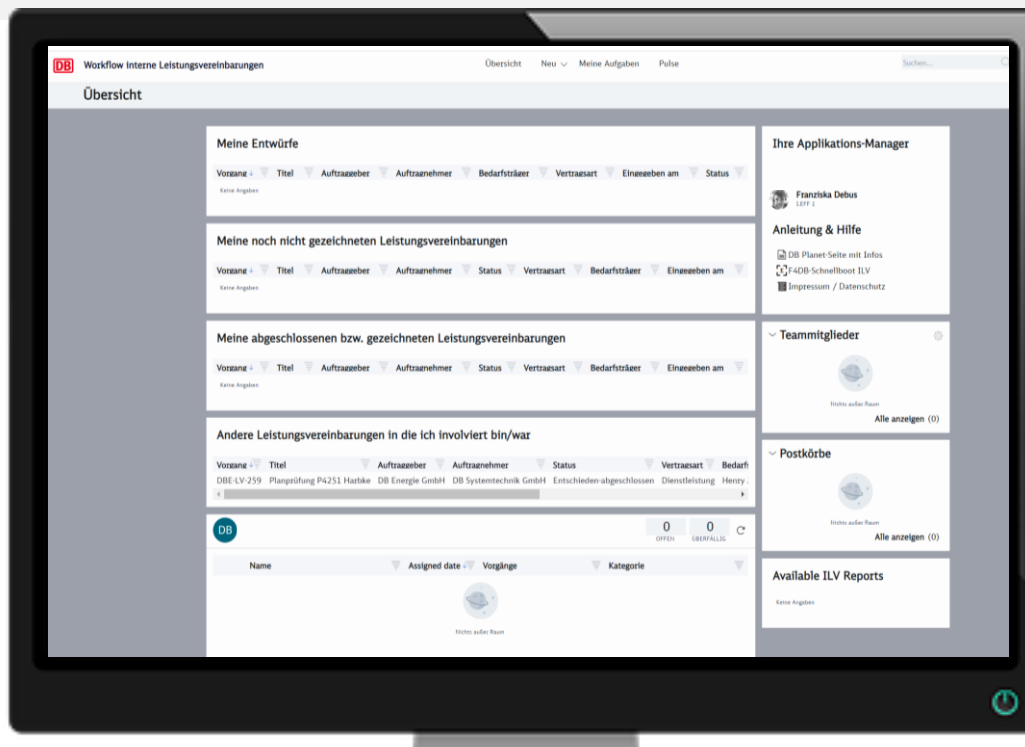 DB Workflow Interne Leistungsvereinbarungen Übersicht Neu Meine Aufgaben Pulse Suchen...
Übersicht
Meine Entwürfe
Vorgang Titel Auftraggeber Auftragnehmer Bedarfsträger Vertragsart Eingegeben am Status
Keine Angaben
Meine noch nicht gezeichneten Leistungsvereinbarungen
Vorgang Titel Auftraggeber Auftragnehmer Status Vertragsart Bedarfsträger Eingegeben am
Keine Angaben
Meine abgeschlossenen bzw. gezeichneten Leistungsvereinbarungen
Vorgang Titel Auftraggeber Auftragnehmer Status Vertragsart Bedarfsträger Eingegeben am
Keine Angaben
Andere Leistungsvereinbarungen in die ich involviert bin/war
Vorgang Titel Auftraggeber Auftragnehmer Status Vertragsart Bedarfs
DBE-LV-259 Planprüfung P4251 Harbke DB Energie GmbH DB Systemtechnik GmbH Entschieden-abgeschlossen Dienstleistung Henry
DB 0 OFFEN 0 ÜBERFÄLLIG
Name Assigned date Vorgänge Kategorie
Nichts außer Raum
Ihre Applikations-Manager
Franziska Debus
Anleitung & Hilfe
DB Planet-Seite mit Infos
F4DB-Schnellboot ILV
Impressum / Datenschutz
Teammitglieder
Nichts außer Raum
Alle anzeigen (0)
Postkörbe
Nichts außer Raum
Alle anzeigen (0)
Available ILV Reports
Keine Angaben